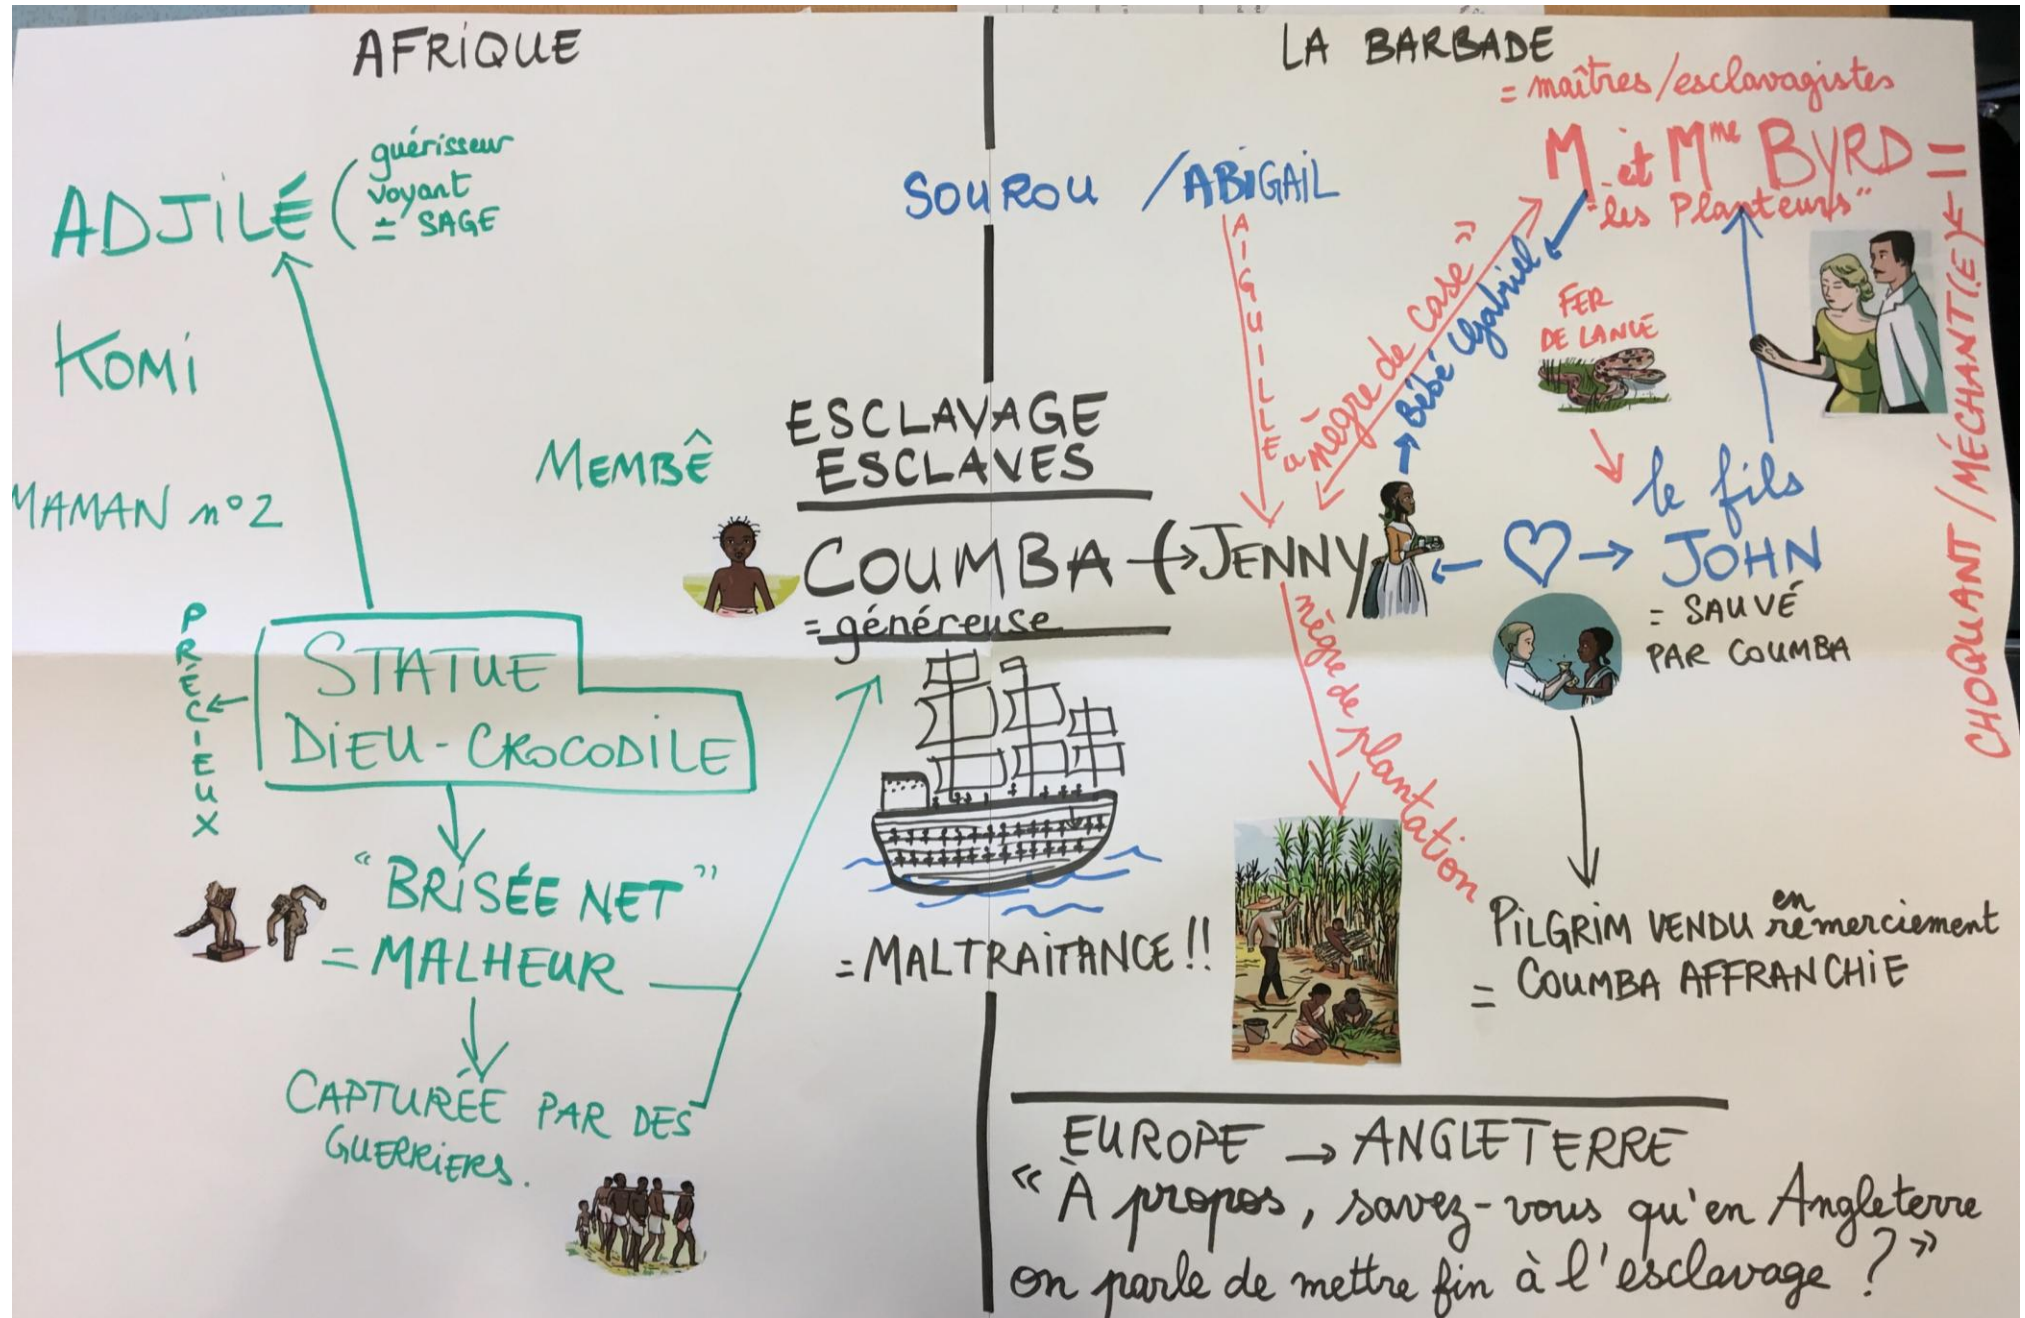 AFRIQUE
ADJILÉ
guérisseur
voyant
= SAGE
KOMI
MAMAN n°2
MEMBÊ
PRÉCIEUX
STATUE
DIEU-CROCODILE
"BRISÉE NET"
= MALHEUR
CAPTURÉE PAR DES
GUERRIERS.
ESCLAVAGE
ESCLAVES
COUMBA → JENNY
= généreuse
= MALTRAITANCE !!
LA BARBADE
= maîtres/esclavagistes
M et Mme BYRD =
"les Planteurs"
CHOQUANT / MÉCHANT(E)
SOUROU / ABIGAIL
AIGUILLE
"nègre de case"
Bébé Gabriel
FER
DE LANCE
le fils
JOHN
= SAUVÉ
PAR COUMBA
nègre de plantation
PILGRIM VENDU en remerciement
= COUMBA AFFRANCHIE
EUROPE → ANGLETERRE
« À propos, savez-vous qu'en Angleterre
on parle de mettre fin à l'esclavage ? »